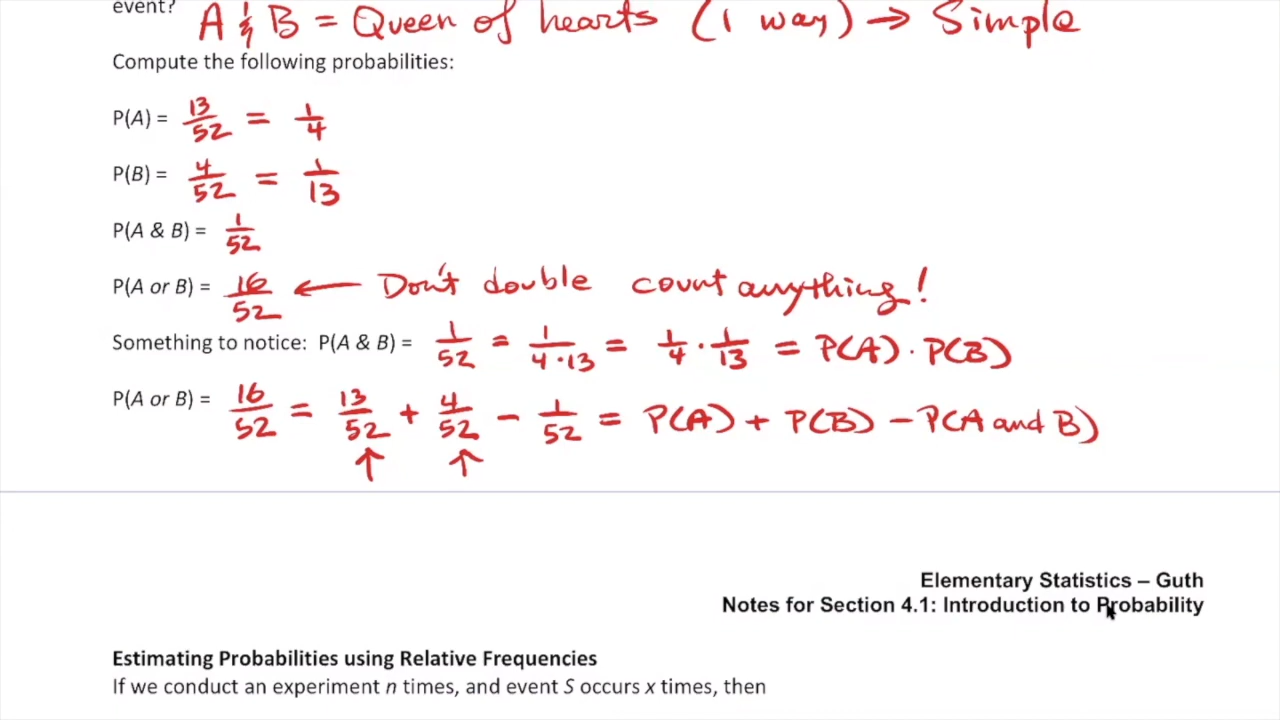 event? A & B = Queen of hearts (1 way) → Simple
Compute the following probabilities:
P(A) = 13/52 = 1/4
P(B) = 4/52 = 1/13
P(A & B) = 1/52
P(A or B) = 16/52 ← Don't double count anything!
Something to notice: P(A & B) = 1/52 = 1/4·13 = 1/4 · 1/13 = P(A) · P(B)
P(A or B) = 16/52 = 13/52 + 4/52 - 1/52 = P(A) + P(B) - P(A and B)
↑ ↑
Elementary Statistics – Guth
Notes for Section 4.1: Introduction to Probability
Estimating Probabilities using Relative Frequencies
If we conduct an experiment n times, and event S occurs x times, then